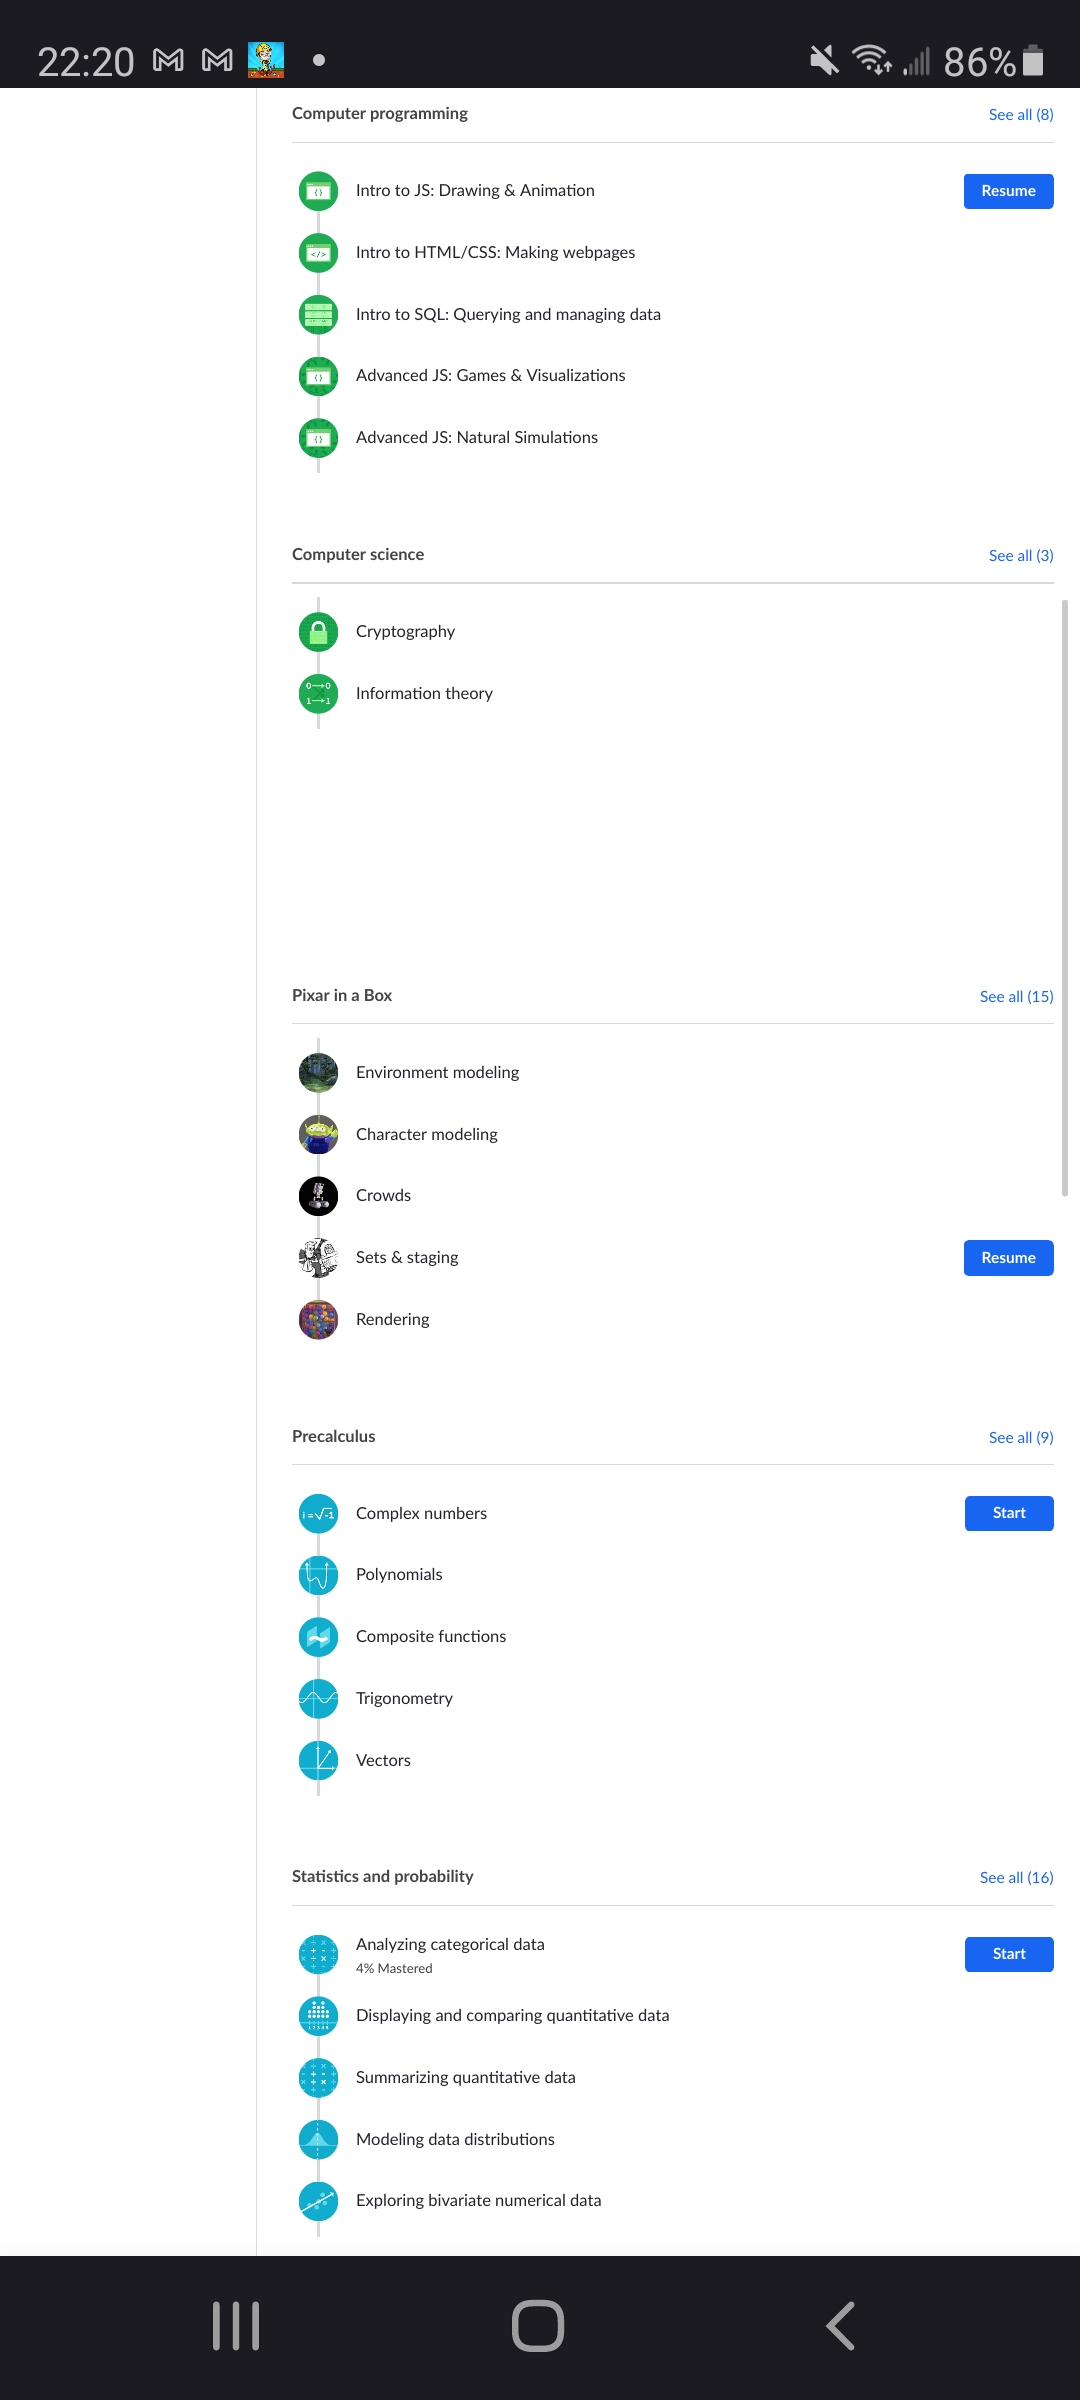 22:20
86%
Computer programming
See all (8)
Intro to JS: Drawing & Animation
Resume
Intro to HTML/CSS: Making webpages
Intro to SQL: Querying and managing data
Advanced JS: Games & Visualizations
Advanced JS: Natural Simulations
Computer science
See all (3)
Cryptography
0→0
1→1
Information theory
Pixar in a Box
See all (15)
Environment modeling
Character modeling
Crowds
Sets & staging
Resume
Rendering
Precalculus
See all (9)
i=√-1
Complex numbers
Start
Polynomials
Composite functions
Trigonometry
Vectors
Statistics and probability
See all (16)
Analyzing categorical data
4% Mastered
Start
Displaying and comparing quantitative data
Summarizing quantitative data
Modeling data distributions
Exploring bivariate numerical data